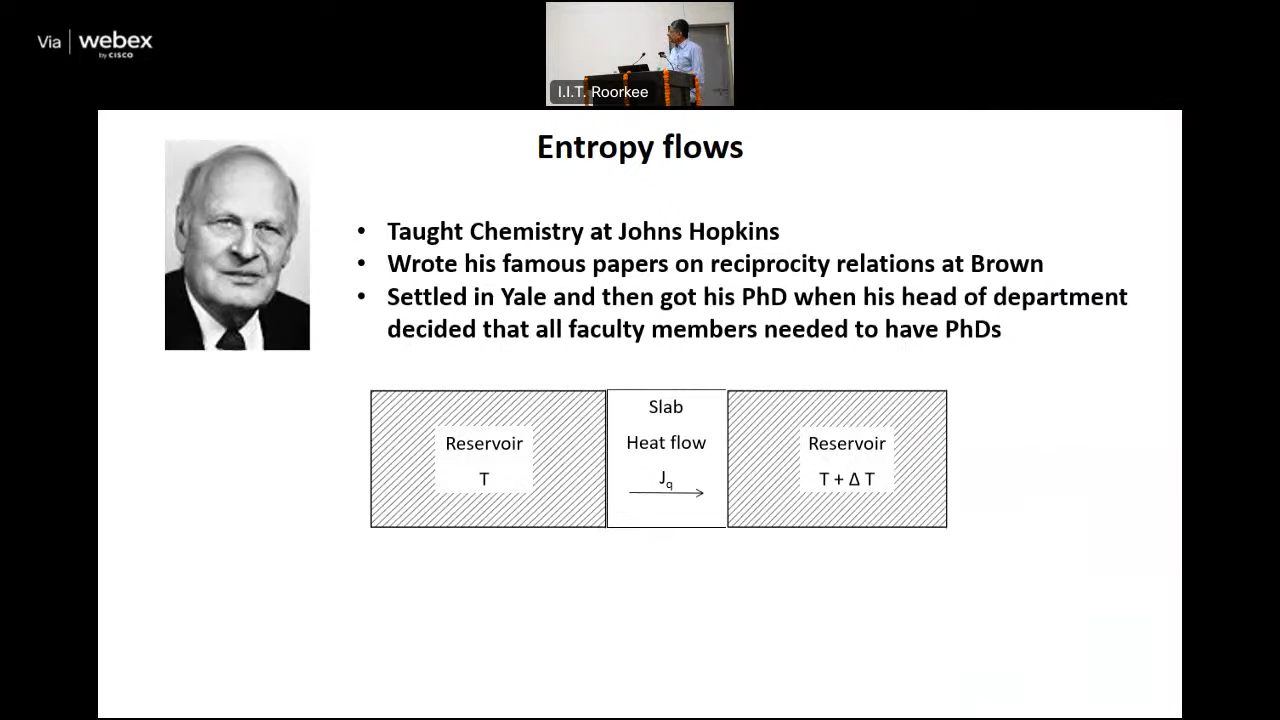 Via | webex
by CISCO
I.I.T. Roorkee
Entropy flows
• Taught Chemistry at Johns Hopkins
• Wrote his famous papers on reciprocity relations at Brown
• Settled in Yale and then got his PhD when his head of department
decided that all faculty members needed to have PhDs
Slab
Reservoir
Heat flow
Reservoir
T
Jq
T + Δ T